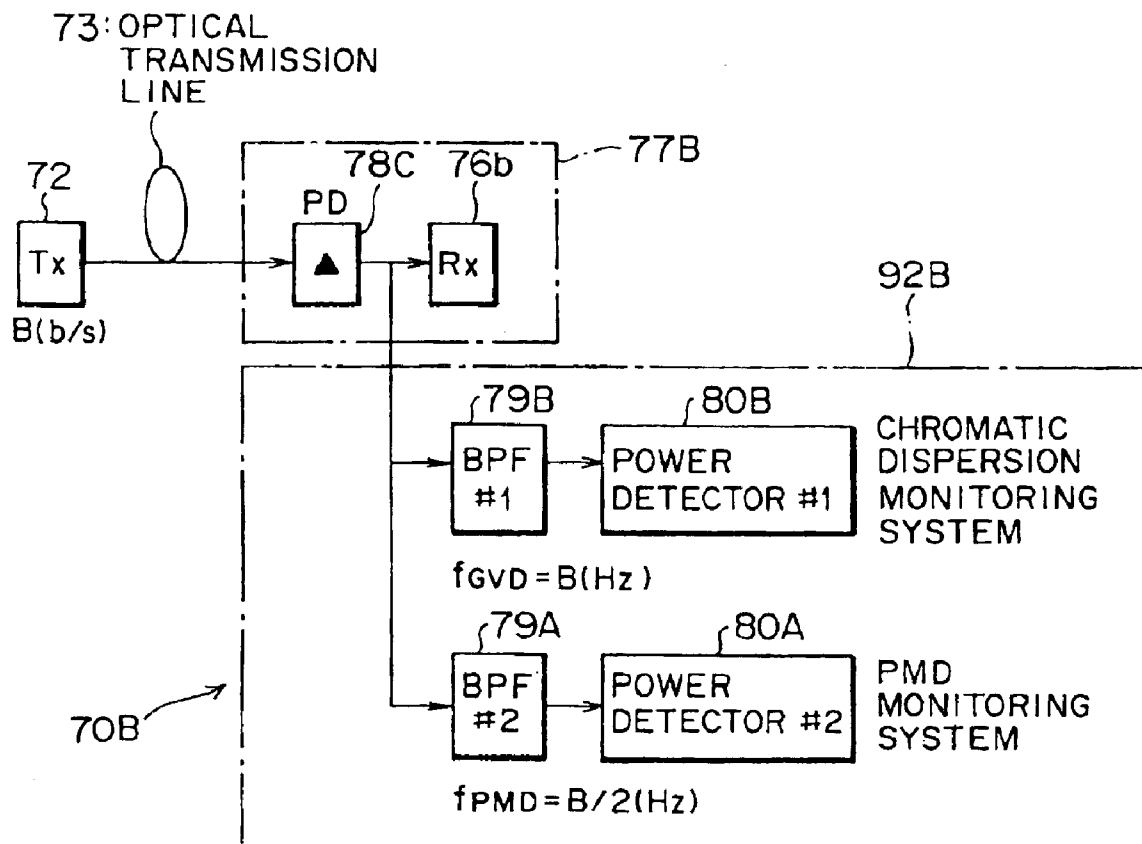 73: OPTICAL
TRANSMISSION
LINE
72
Tx
B(b/s)
PD
78C
76b
Rx
77B
92B
79B
BPF
#1
80B
POWER
DETECTOR #1
CHROMATIC
DISPERSION
MONITORING
SYSTEM
fGVD = B(Hz)
79A
BPF
#2
80A
POWER
DETECTOR #2
PMD
MONITORING
SYSTEM
70B
fPMD = B/2(Hz)